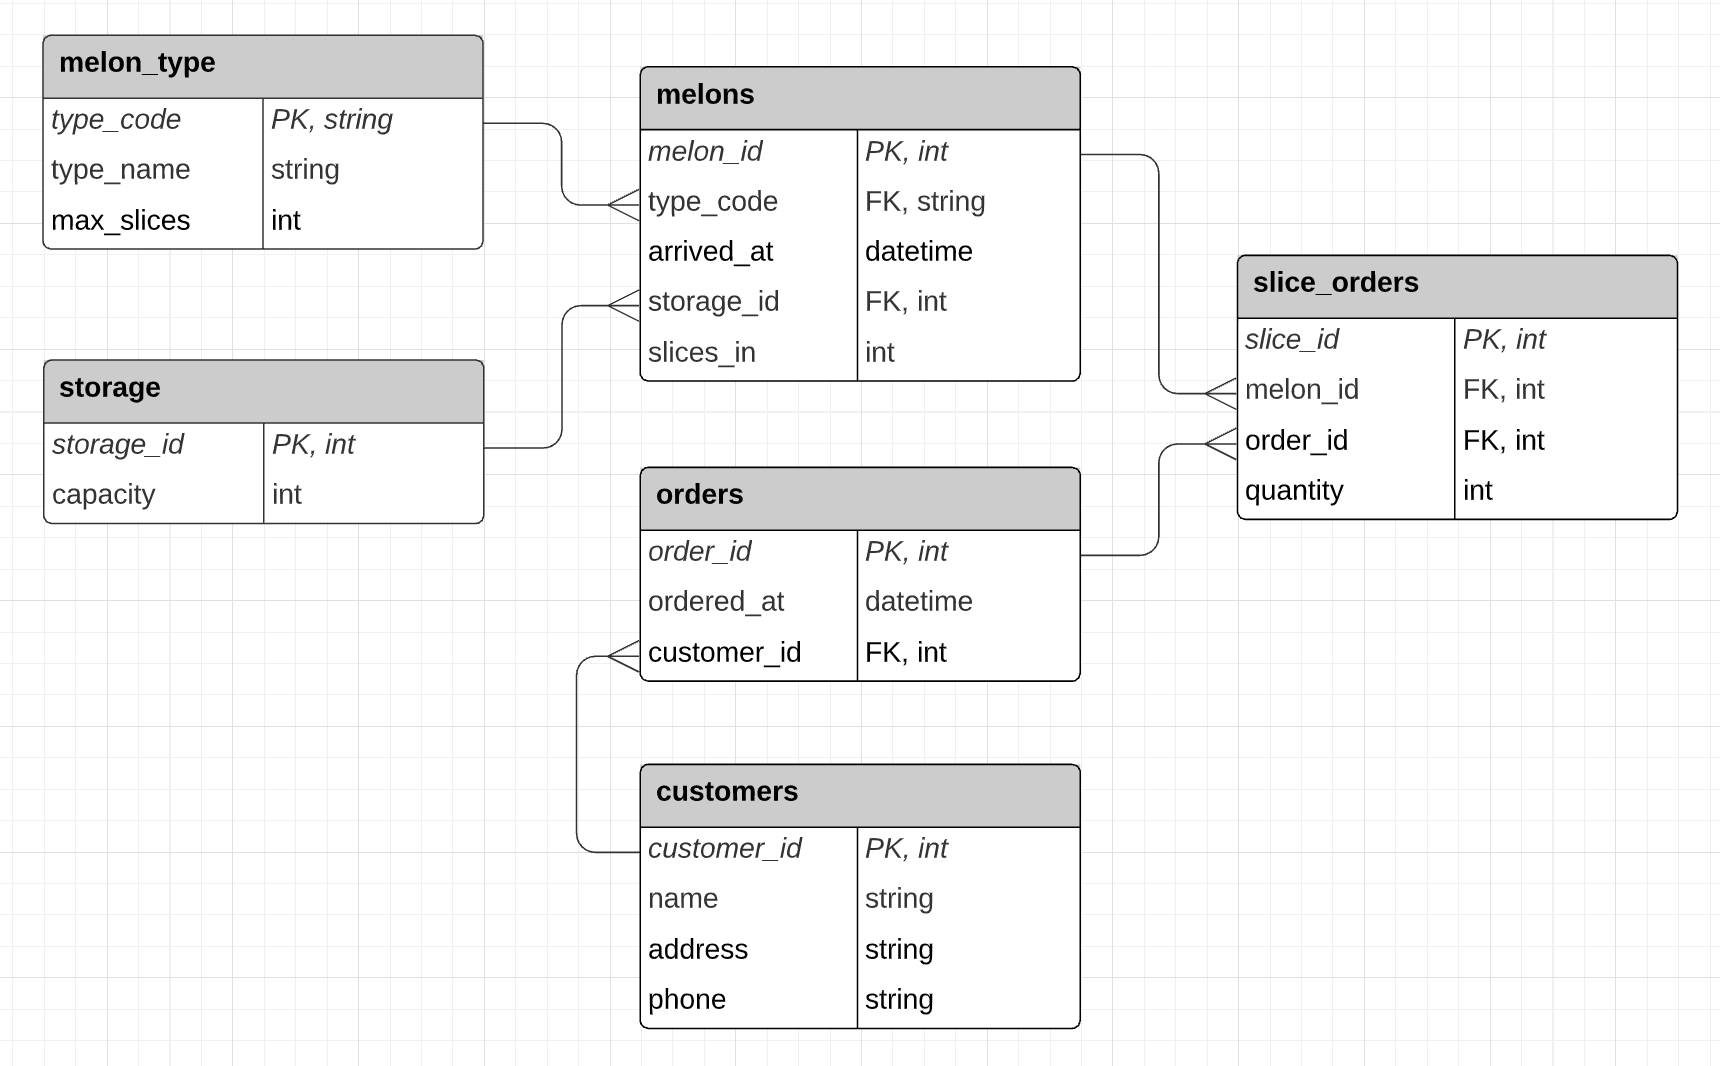 melon_type
type_code PK, string
type_name string
max_slices int
storage
storage_id PK, int
capacity int
melons
melon_id PK, int
type_code FK, string
arrived_at datetime
storage_id FK, int
slices_in int
orders
order_id PK, int
ordered_at datetime
customer_id FK, int
customers
customer_id PK, int
name string
address string
phone string
slice_orders
slice_id PK, int
melon_id FK, int
order_id FK, int
quantity int